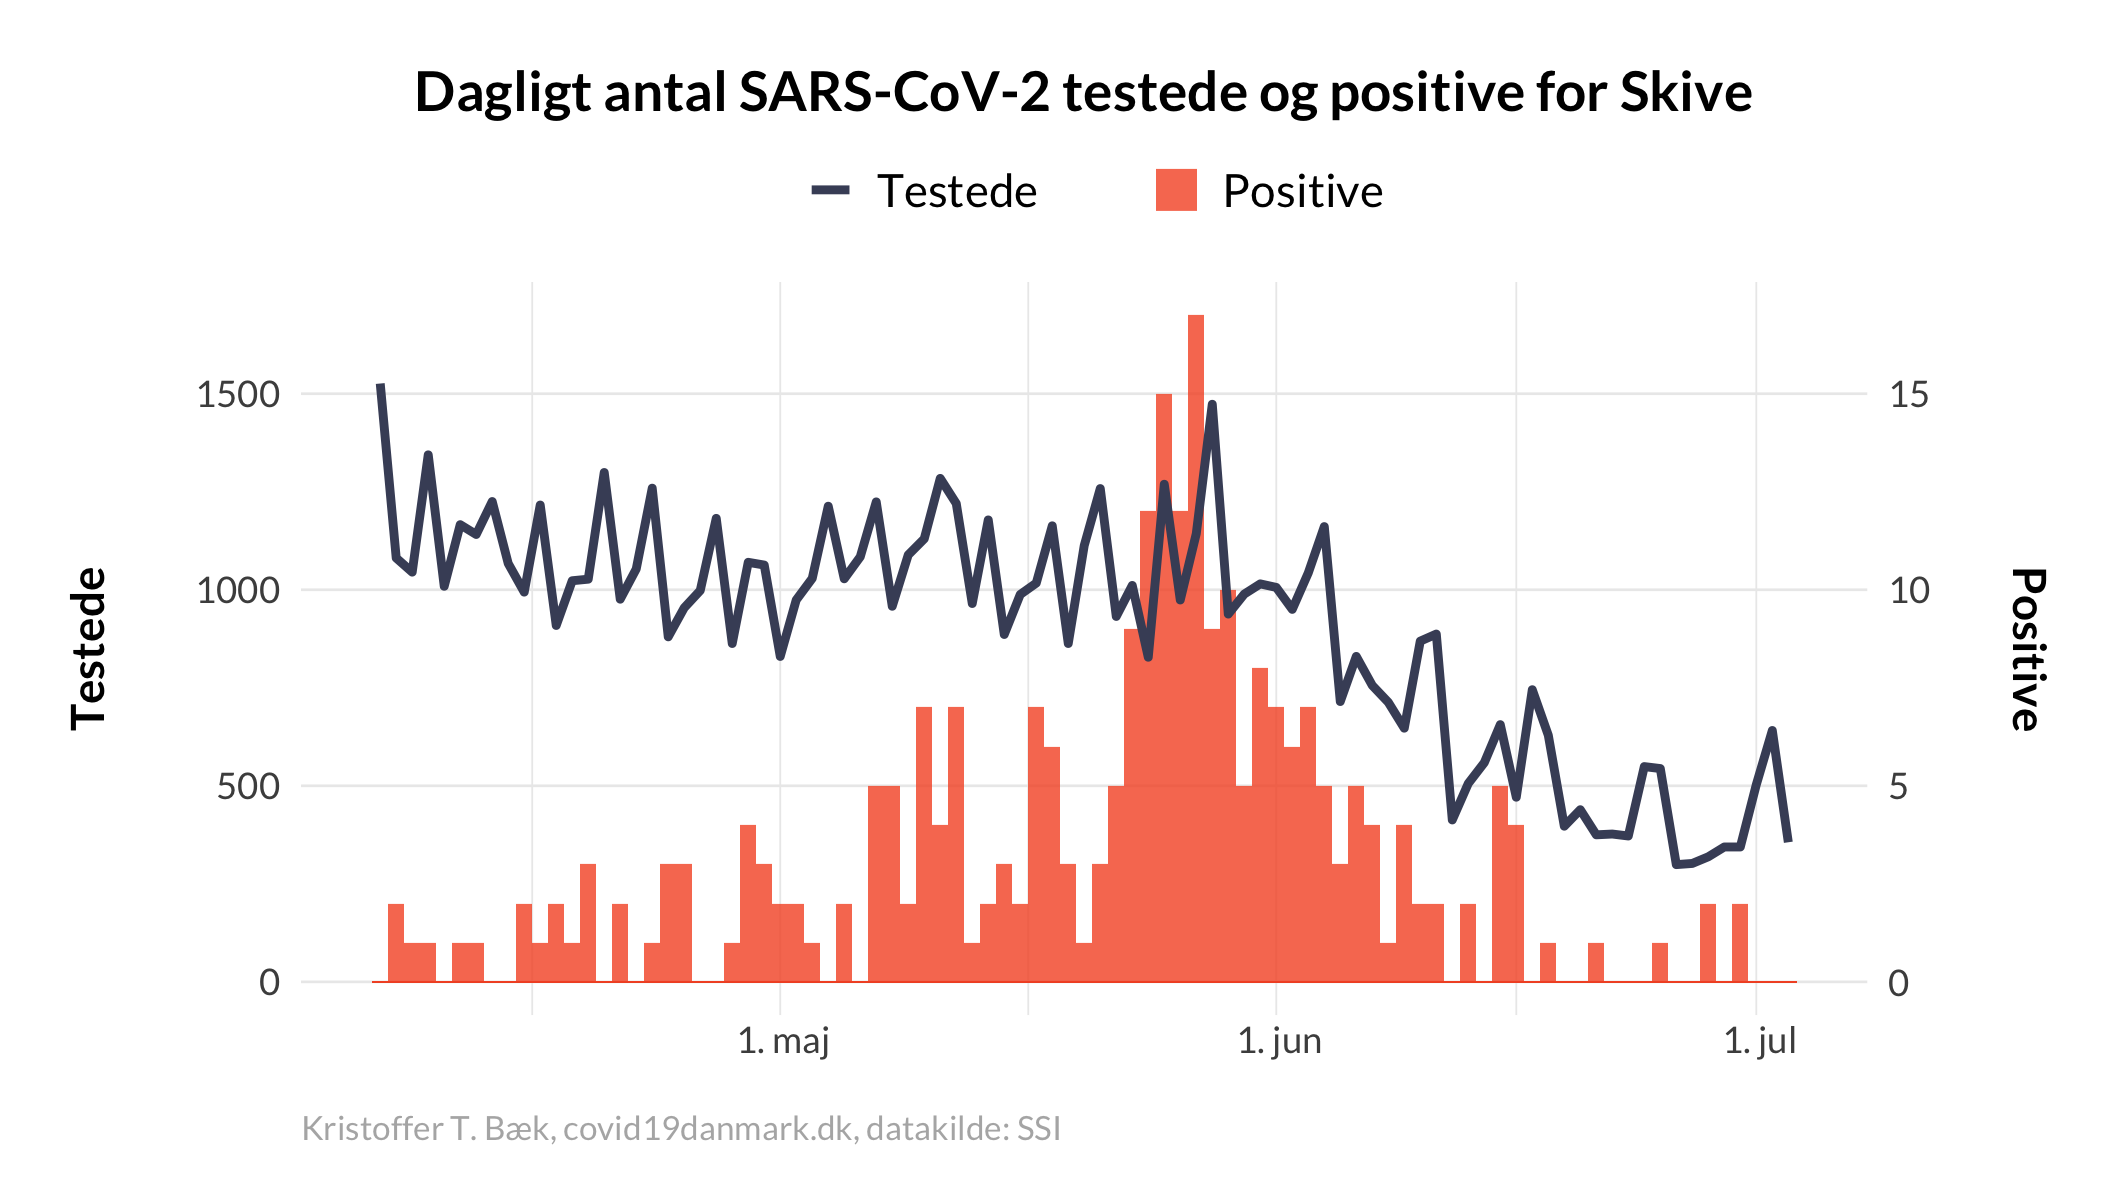 Dagligt antal SARS-CoV-2 testede og positive for Skive
Testede
Positive
Testede
1500
1000
500
0
15
10
5
0
Positive
1. maj
1. jun
1. jul
Kristoffer T. Bæk, covid19danmark.dk, datakilde: SSI